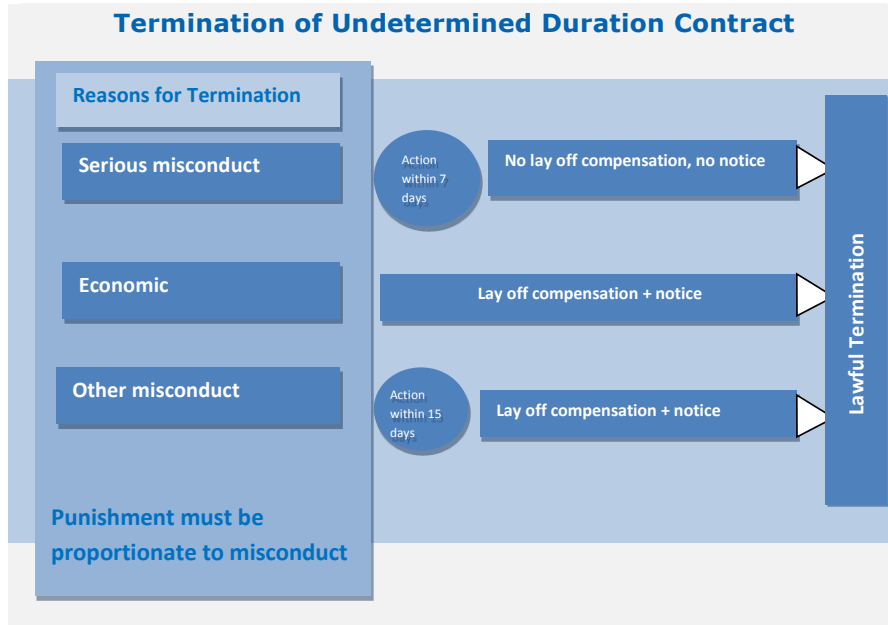 Termination of Undetermined Duration Contract
Reasons for Termination
Serious misconduct
Action
within 7
days
No lay off compensation, no notice
Economic
Lay off compensation + notice
Other misconduct
Action
within 15
days
Lay off compensation + notice
Lawful Termination
Punishment must be
proportionate to misconduct